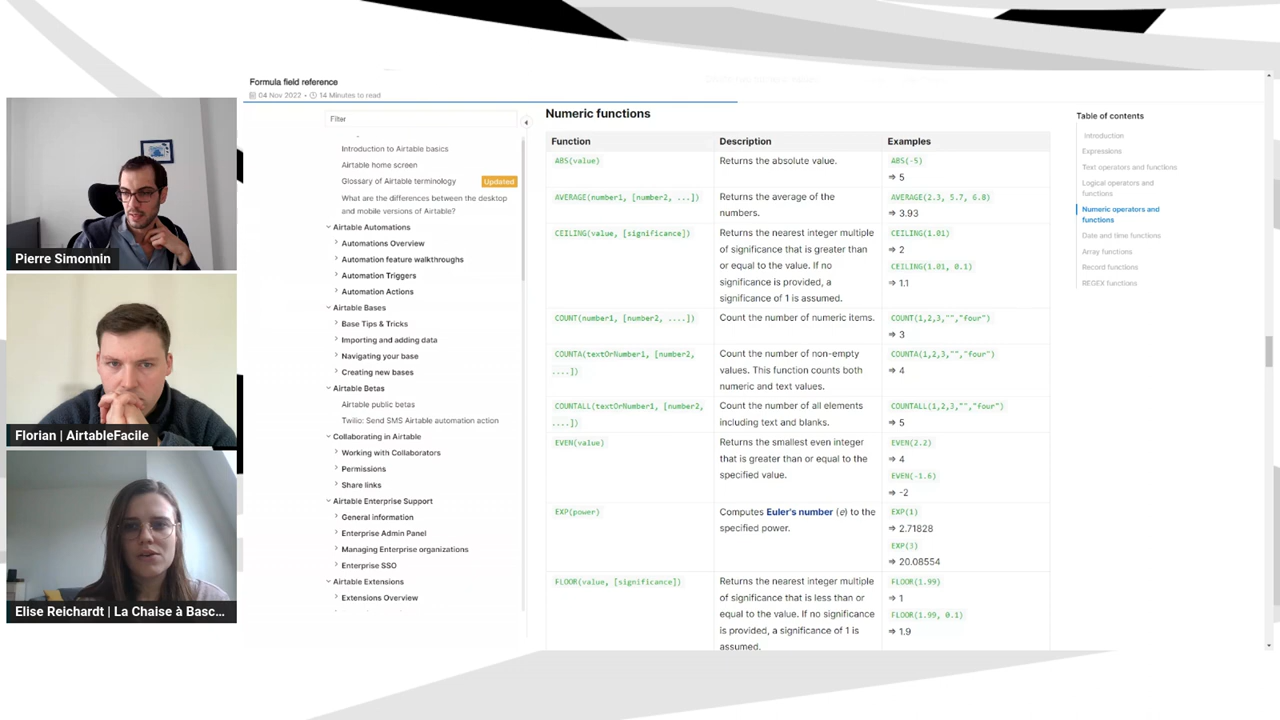 Formula field reference
04 Nov 2022 • 14 Minutes to read
Pierre Simonnin
Florian | AirtableFacile
Elise Reichardt | La Chaise à Basc...
Filter
Introduction to Airtable basics
Airtable home screen
Glossary of Airtable terminology Updated
What are the differences between the desktop
and mobile versions of Airtable?
Airtable Automations
Automations Overview
Automation feature walkthroughs
Automation Triggers
Automation Actions
Airtable Bases
Base Tips & Tricks
Importing and adding data
Navigating your base
Creating new bases
Airtable Betas
Airtable public betas
Twilio: Send SMS Airtable automation action
Collaborating in Airtable
Working with Collaborators
Permissions
Share links
Airtable Enterprise Support
General information
Enterprise Admin Panel
Managing Enterprise organizations
Enterprise SSO
Airtable Extensions
Extensions Overview
Numeric functions
Function Description Examples
ABS(value) Returns the absolute value. ABS(-5)
⇒ 5
AVERAGE(number1, [number2, ...]) Returns the average of the AVERAGE(2.3, 5.7, 6.8)
numbers. ⇒ 3.93
CEILING(value, [significance]) Returns the nearest integer multiple CEILING(1.01)
of significance that is greater than ⇒ 2
or equal to the value. If no CEILING(1.01, 0.1)
significance is provided, a ⇒ 1.1
significance of 1 is assumed.
COUNT(number1, [number2, ....]) Count the number of numeric items. COUNT(1,2,3,"","four")
⇒ 3
COUNTA(textOrNumber1, [number2, Count the number of non-empty COUNTA(1,2,3,"","four")
....]) values. This function counts both ⇒ 4
numeric and text values.
COUNTALL(textOrNumber1, [number2, Count the number of all elements COUNTALL(1,2,3,"","four")
....]) including text and blanks. ⇒ 5
EVEN(value) Returns the smallest even integer EVEN(2.2)
that is greater than or equal to the ⇒ 4
specified value. EVEN(-1.6)
⇒ -2
EXP(power) Computes Euler's number (e) to the EXP(1)
specified power. ⇒ 2.71828
EXP(3)
⇒ 20.08554
FLOOR(value, [significance]) Returns the nearest integer multiple FLOOR(1.99)
of significance that is less than or ⇒ 1
equal to the value. If no significance FLOOR(1.99, 0.1)
is provided, a significance of 1 is ⇒ 1.9
assumed.
Table of contents
Introduction
Expressions
Text operators and functions
Logical operators and
functions
Numeric operators and
functions
Date and time functions
Array functions
Record functions
REGEX functions